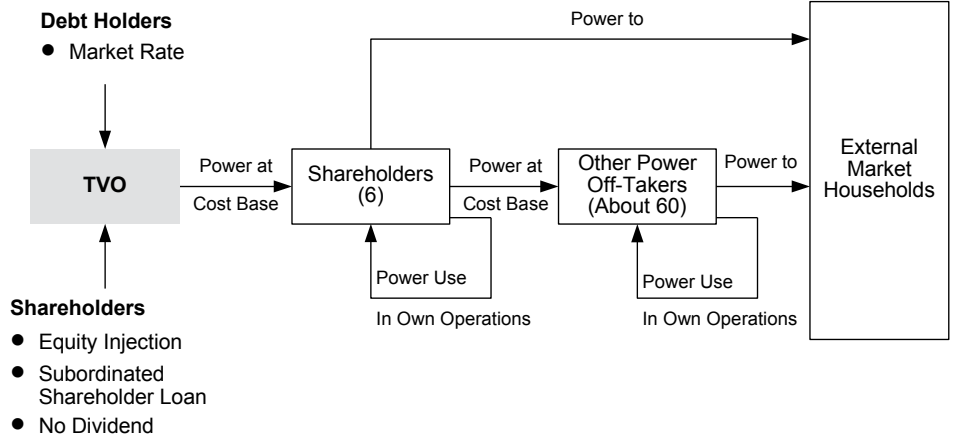 Debt Holders
● Market Rate
Power to
TVO
Power at
Cost Base
Shareholders
(6)
Power at
Cost Base
Other Power
Off-Takers
(About 60)
Power to
External
Market
Households
Power Use
In Own Operations
Power Use
In Own Operations
Shareholders
● Equity Injection
● Subordinated
Shareholder Loan
● No Dividend